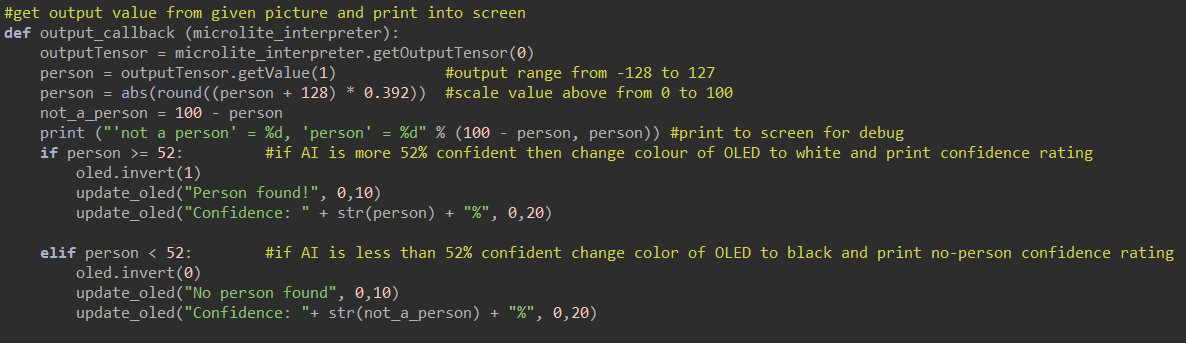 #get output value from given picture and print into screen
def output_callback (microlite_interpreter):
    outputTensor = microlite_interpreter.getOutputTensor(0)
    person = outputTensor.getValue(1)            #output range from -128 to 127
    person = abs(round((person + 128) * 0.392))  #scale value above from 0 to 100
    not_a_person = 100 - person
    print ("'not a person' = %d, 'person' = %d" % (100 - person, person)) #print to screen for debug
    if person >= 52:         #if AI is more 52% confident then change colour of OLED to white and print confidence rating
        oled.invert(1)
        update_oled("Person found!", 0,10)
        update_oled("Confidence: " + str(person) + "%", 0,20)

    elif person < 52:        #if AI is less than 52% confident change color of OLED to black and print no-person confidence rating
        oled.invert(0)
        update_oled("No person found", 0,10)
        update_oled("Confidence: "+ str(not_a_person) + "%", 0,20)